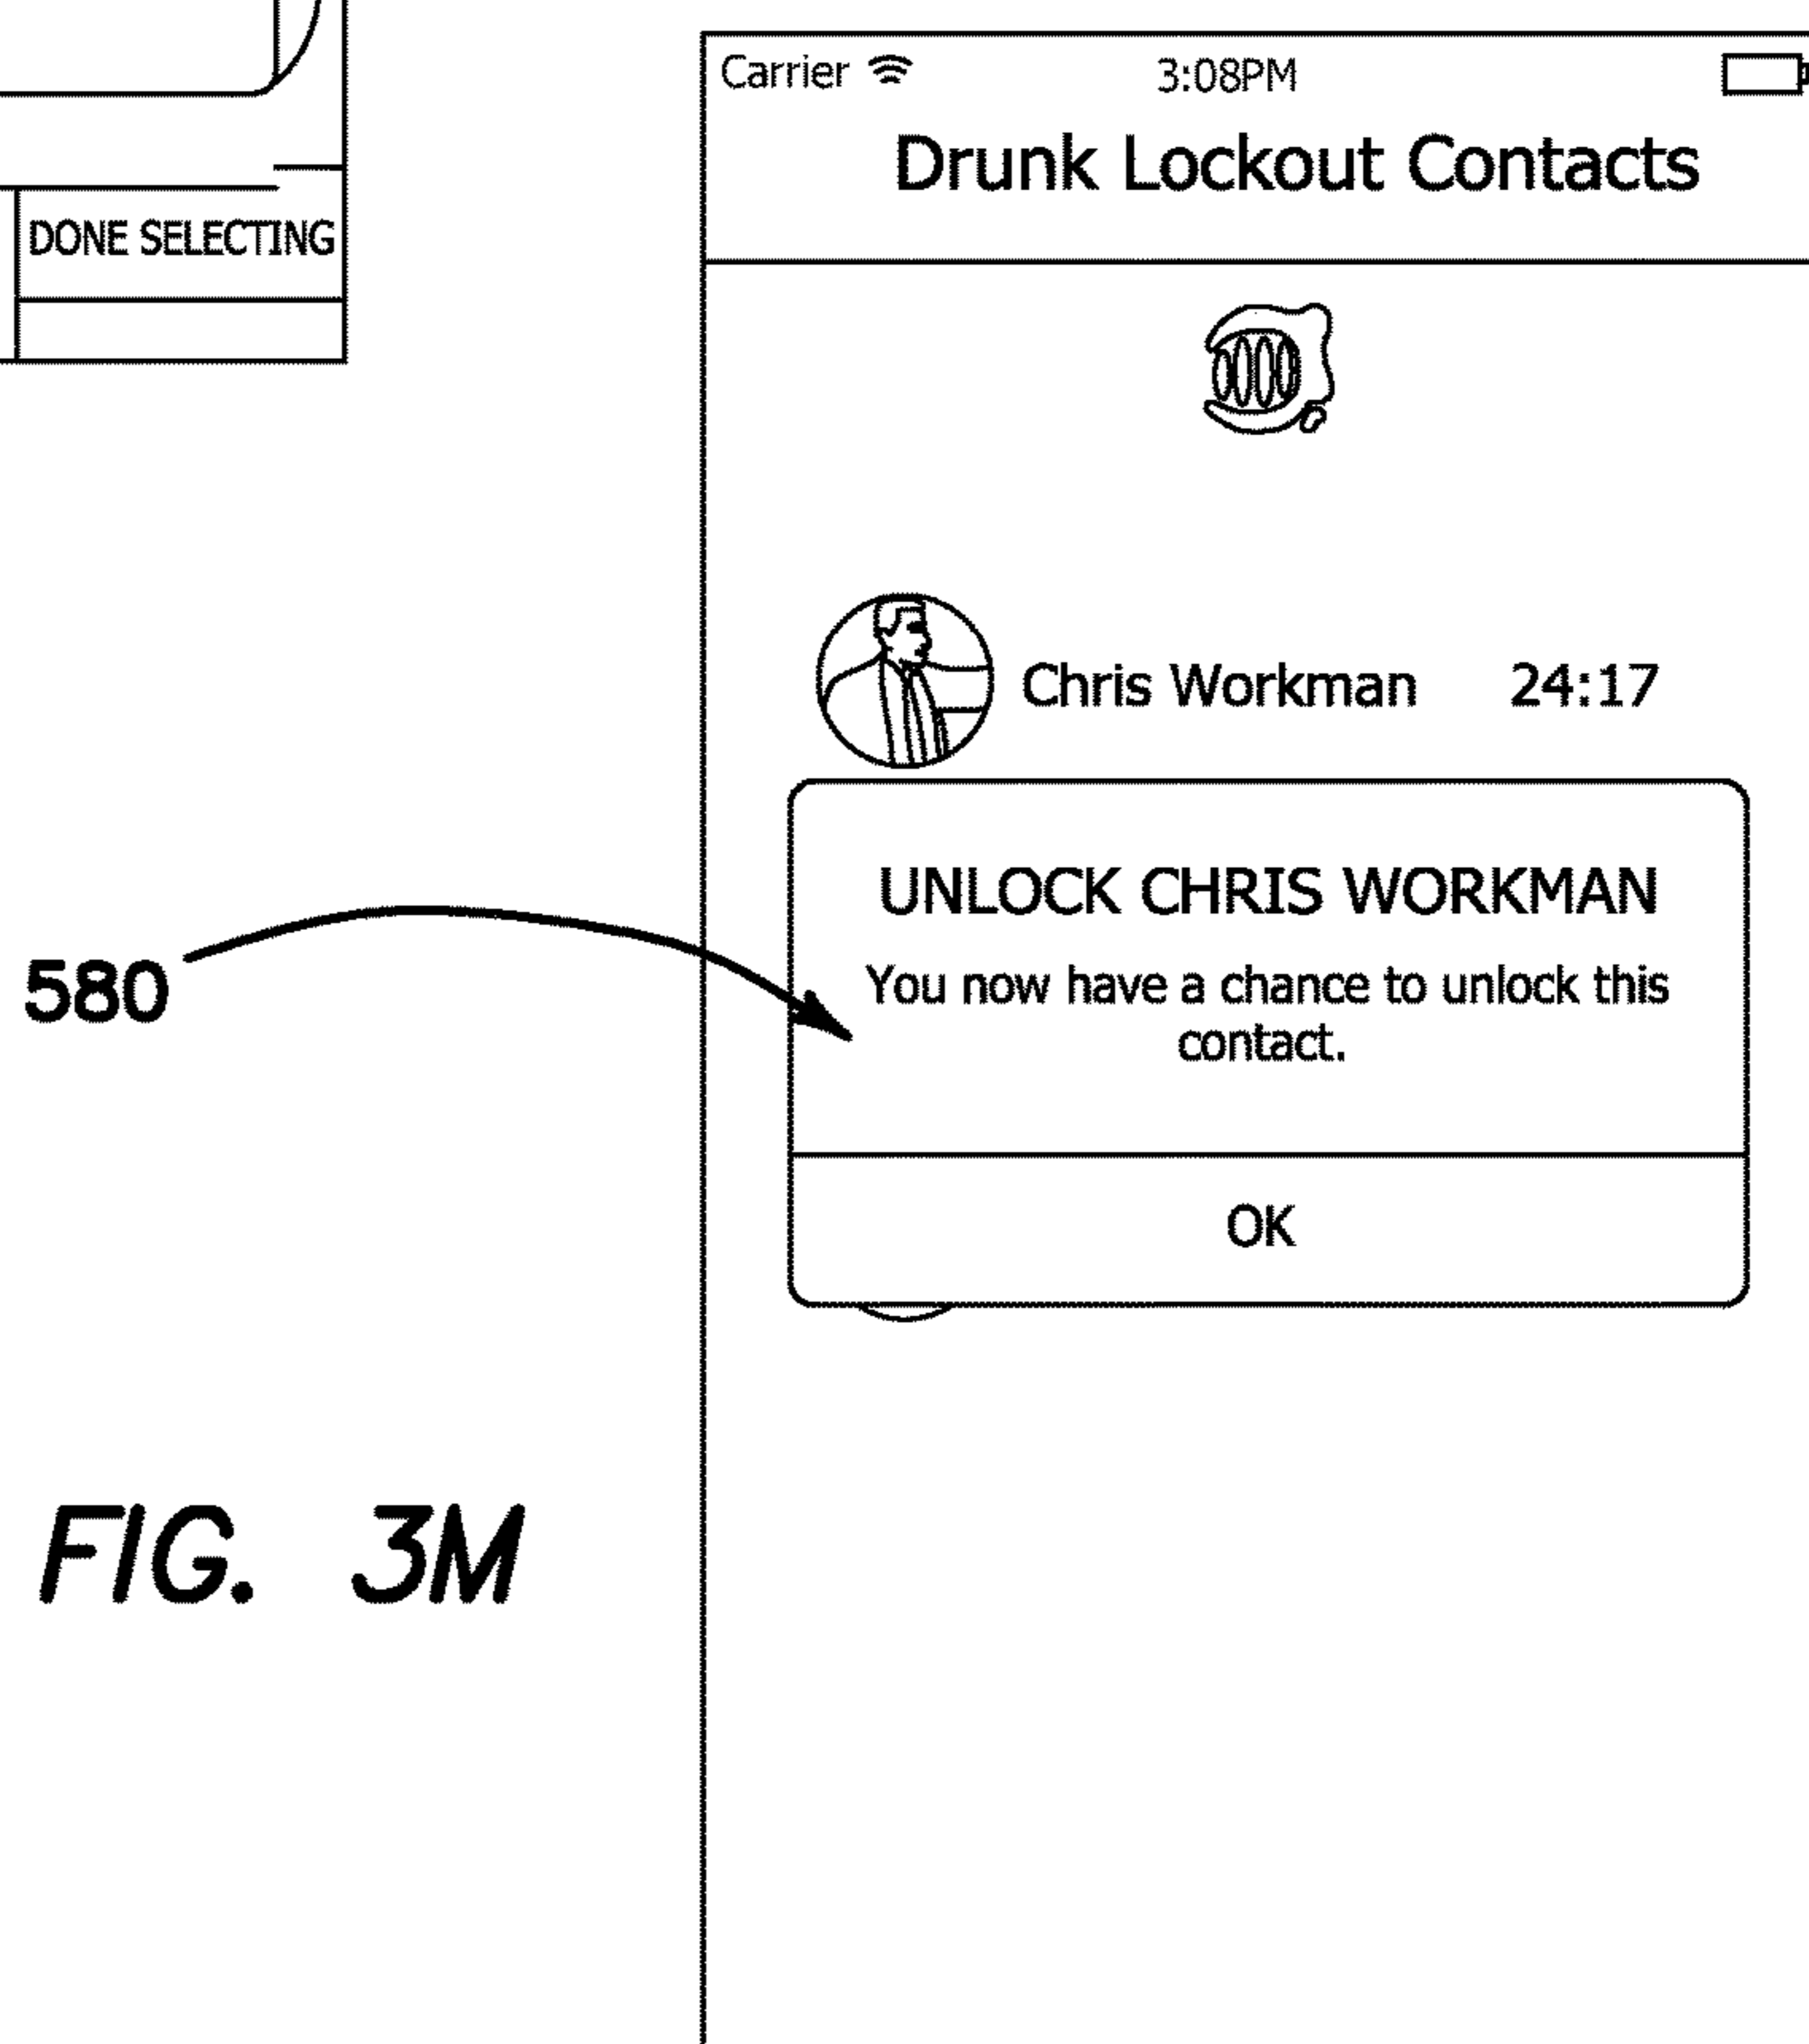 DONE SELECTING
Carrier 3:08PM
Drunk Lockout Contacts
Chris Workman 24:17
UNLOCK CHRIS WORKMAN
You now have a chance to unlock this
contact.
OK
580
FIG. 3M